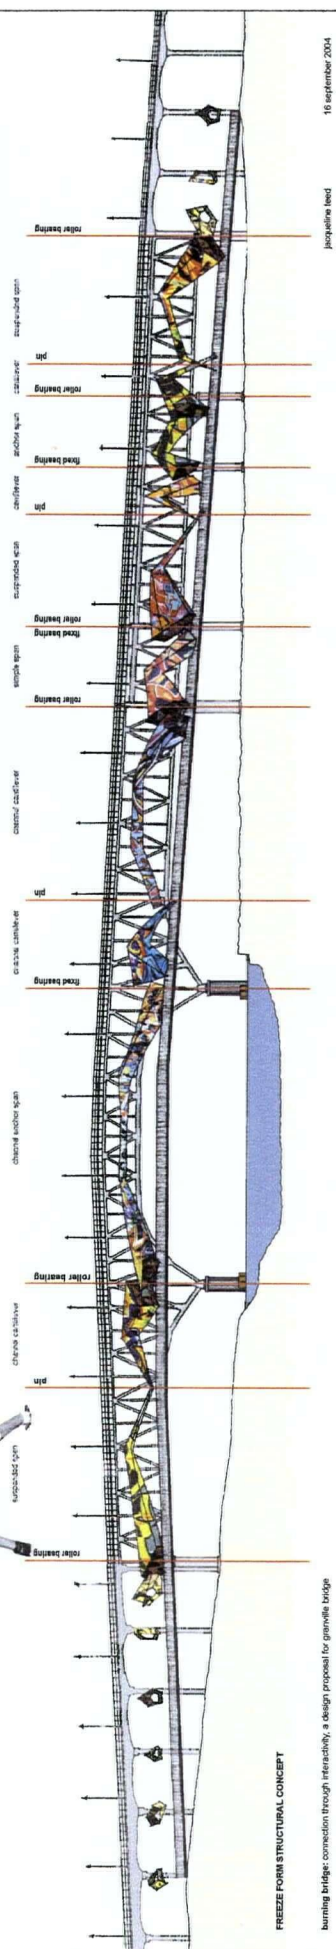 suspended span
channel cantilever
channel anchor span
channel cantilever
channel cantilever
simple span
suspended span
cantilever
anchor span
cantilever
suspended span
roller bearing
pin
roller bearing
fixed bearing
pin
roller bearing
fixed bearing
roller bearing
pin
fixed bearing
roller bearing
pin
roller bearing
FREEZE FORM STRUCTURAL CONCEPT
burning bridge: connection through interactivity, a design proposal for granville bridge
jacqueline teed
16 september 2004